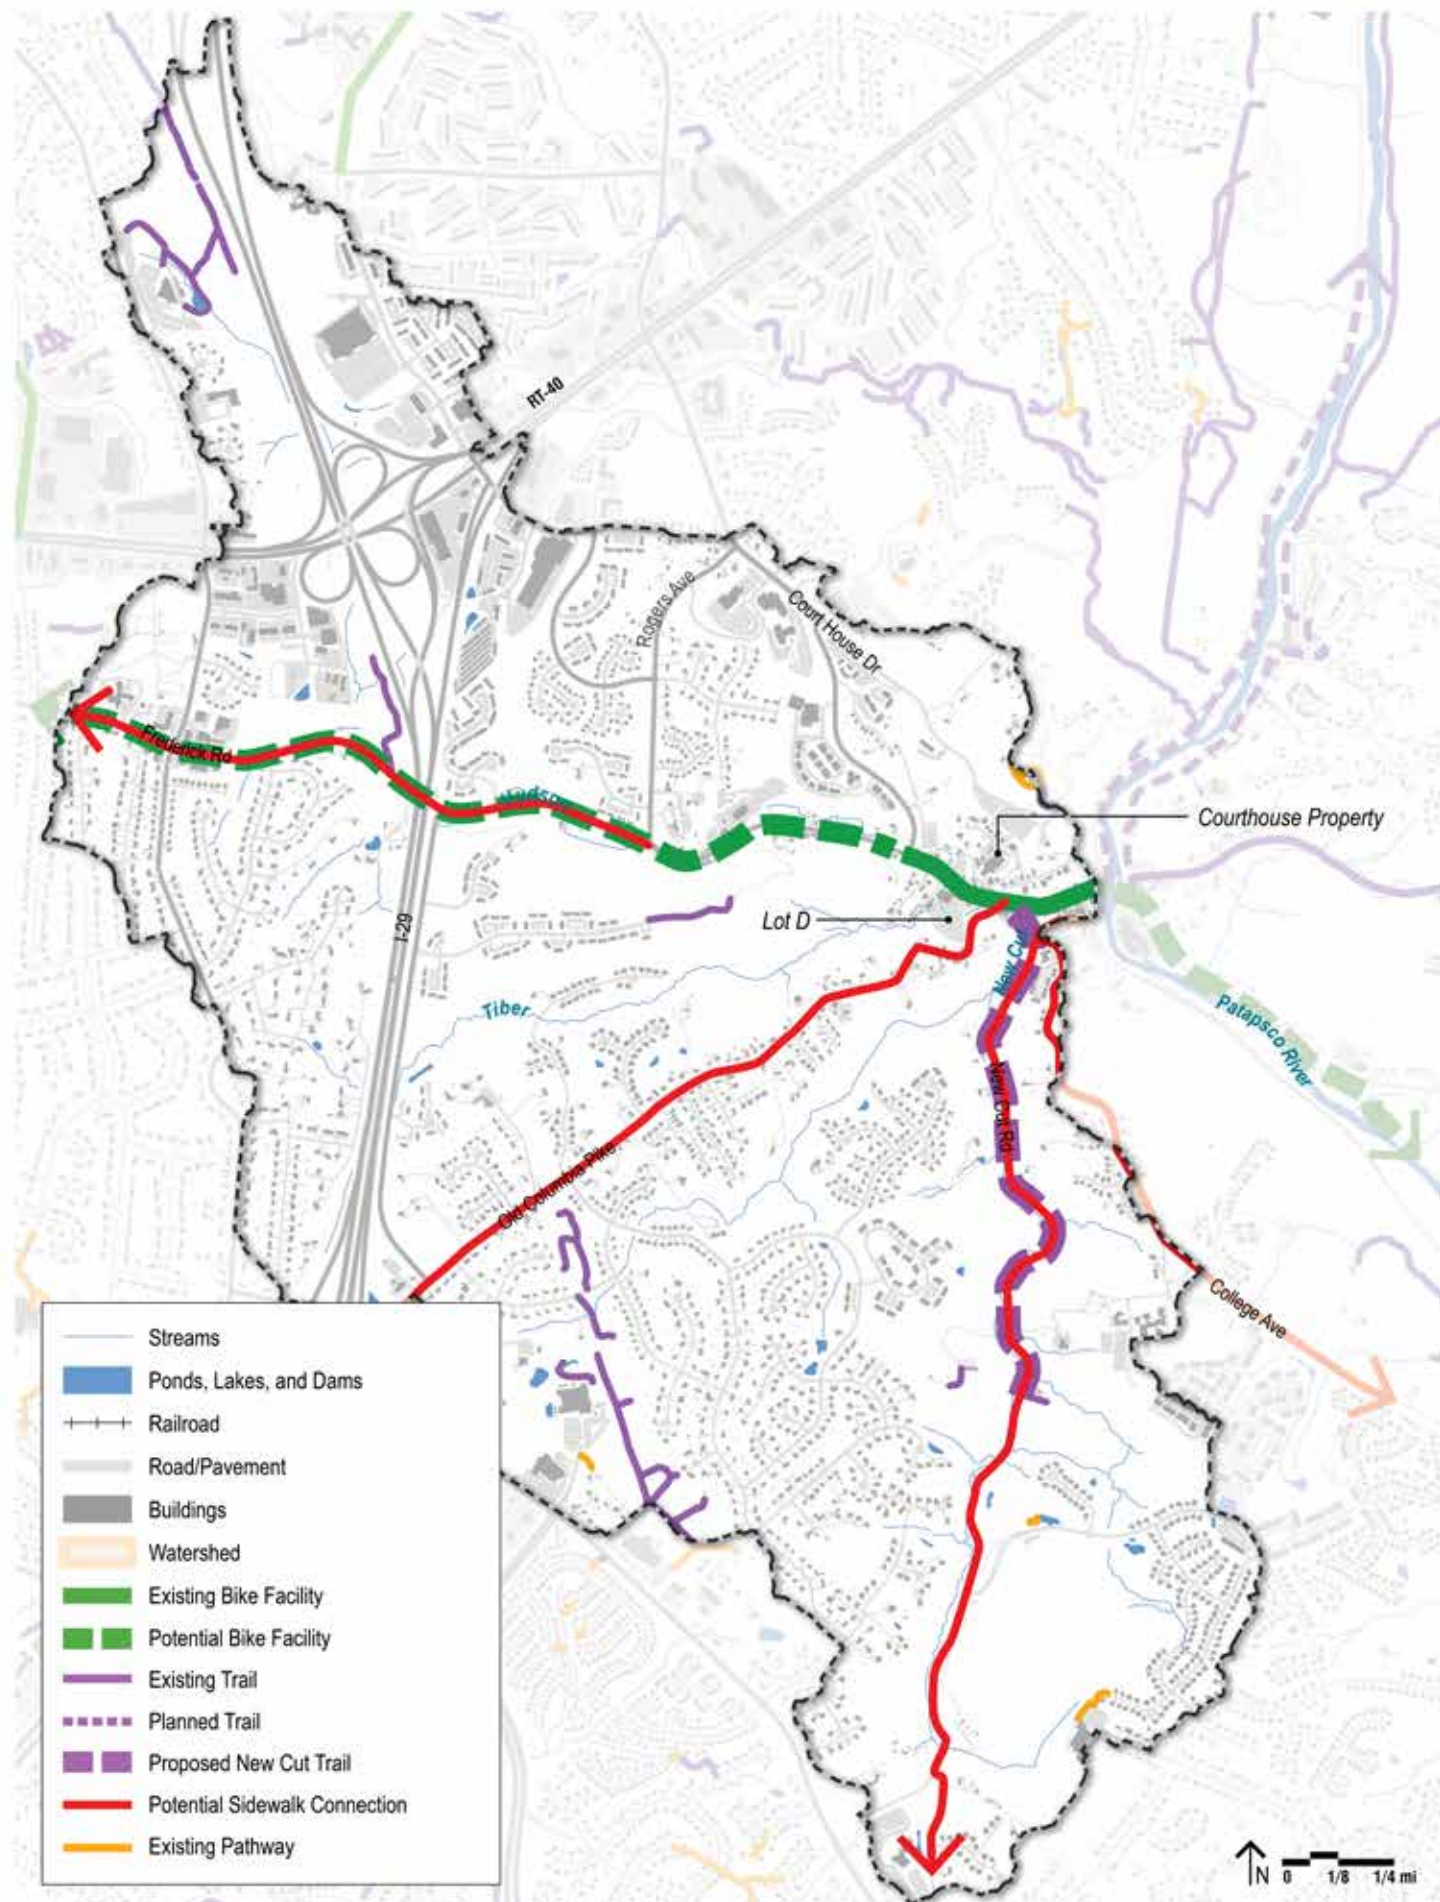 RT-40
Rogers Ave
Court House Dr
Frederick Rd
Hudson
Courthouse Property
Lot D
I-29
New Cut
Tiber
Patapsco River
New Cut Rd
Old Columbia Pike
College Ave
Streams
Ponds, Lakes, and Dams
Railroad
Road/Pavement
Buildings
Watershed
Existing Bike Facility
Potential Bike Facility
Existing Trail
Planned Trail
Proposed New Cut Trail
Potential Sidewalk Connection
Existing Pathway
N 0 1/8 1/4 mi